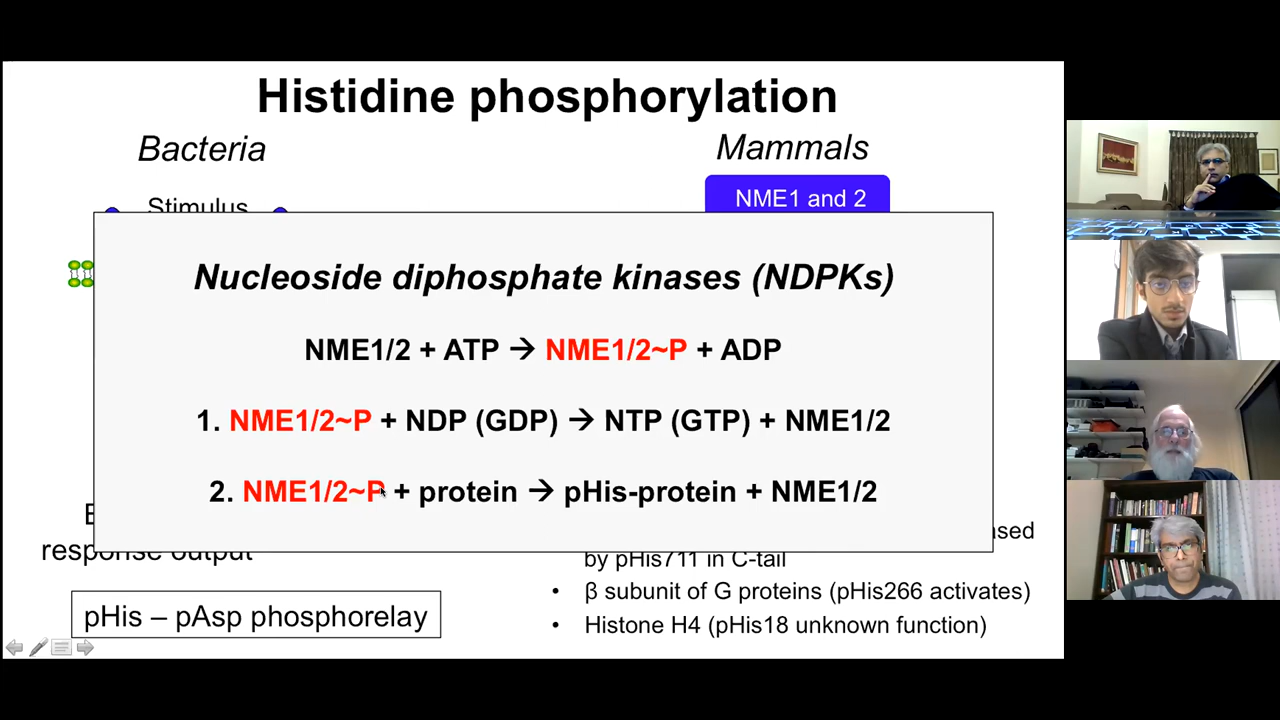 Histidine phosphorylation
Bacteria
Mammals
Stimulus
NME1 and 2
Nucleoside diphosphate kinases (NDPKs)
NME1/2 + ATP → NME1/2~P + ADP
1. NME1/2~P + NDP (GDP) → NTP (GTP) + NME1/2
2. NME1/2~P + protein → pHis-protein + NME1/2
response output
by pHis711 in C-tail
• β subunit of G proteins (pHis266 activates)
pHis – pAsp phosphorelay
• Histone H4 (pHis18 unknown function)